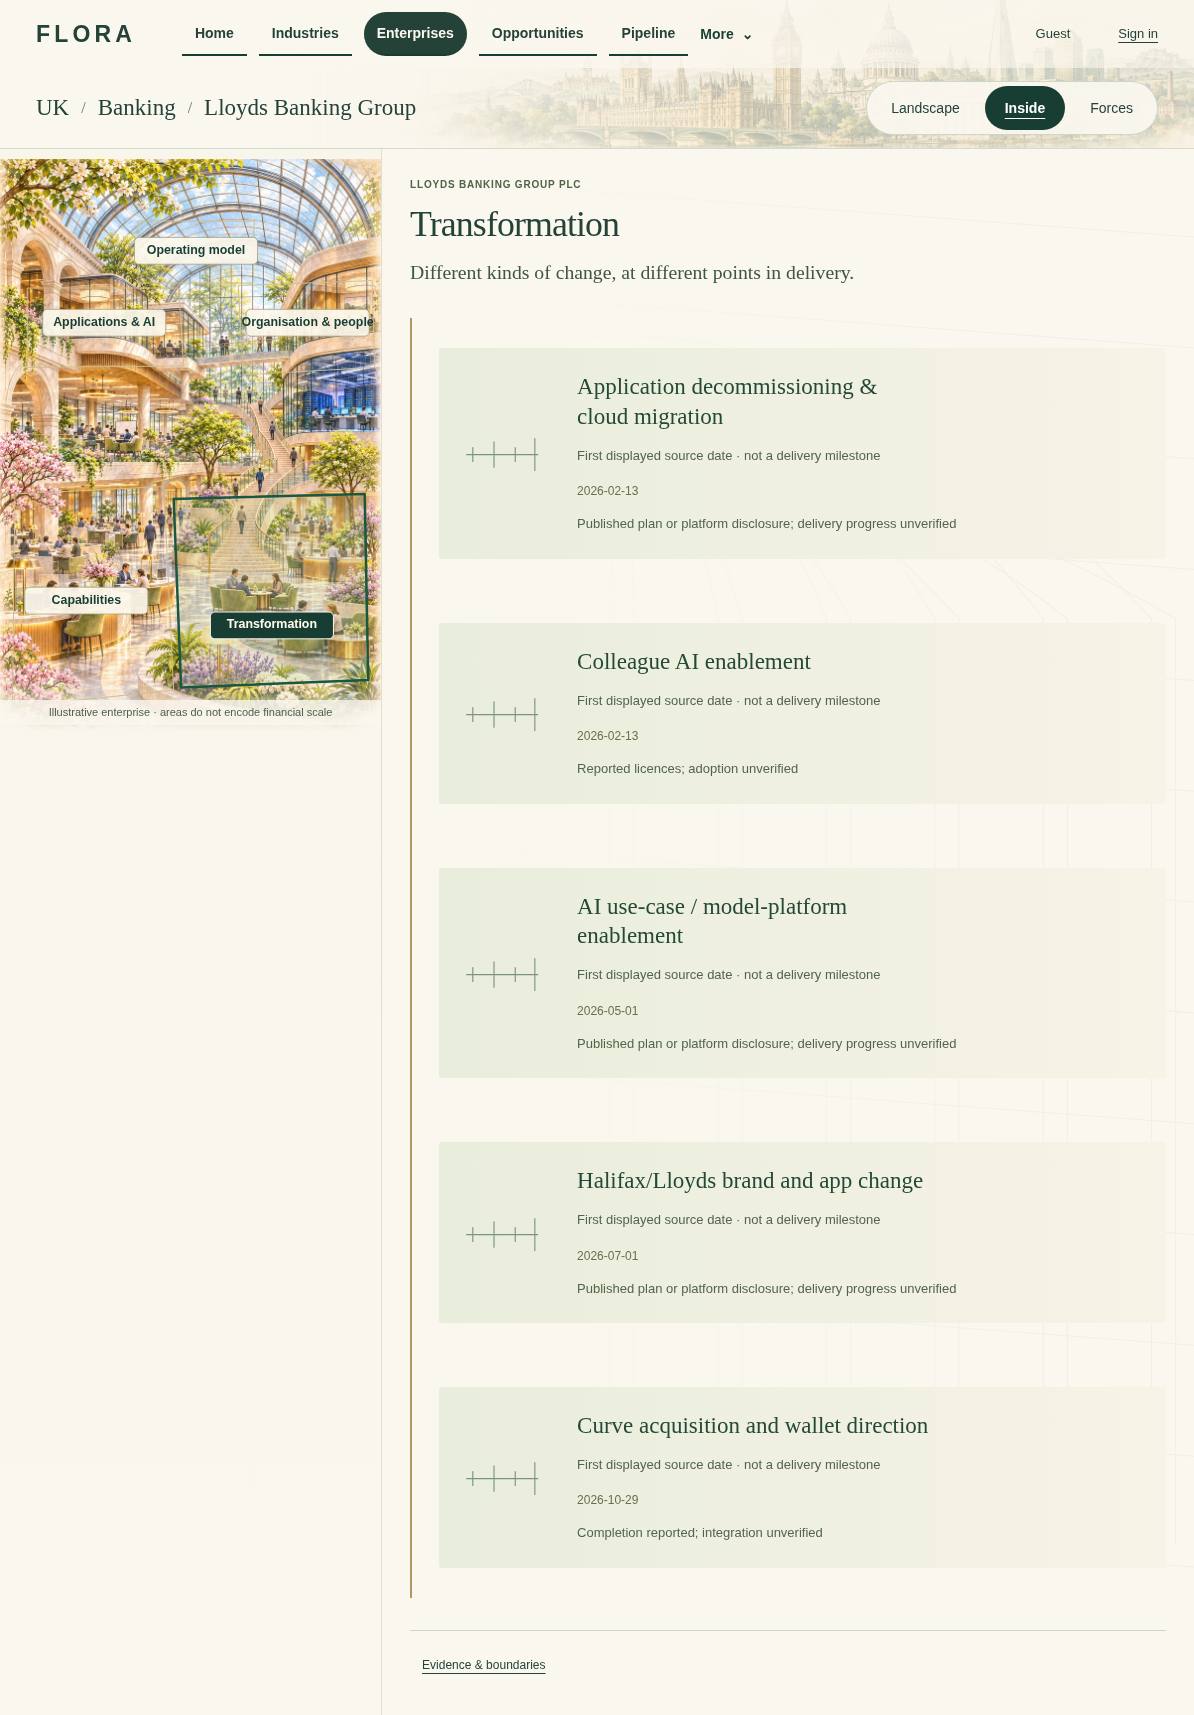 FLORA
Home
Industries
Enterprises
Opportunities
Pipeline
More
Guest
Sign in
UK / Banking / Lloyds Banking Group
Landscape
Inside
Forces
Operating model
Applications & AI
Organisation & people
Capabilities
Transformation
Illustrative enterprise · areas do not encode financial scale
LLOYDS BANKING GROUP PLC
Transformation
Different kinds of change, at different points in delivery.
Application decommissioning &
cloud migration
First displayed source date · not a delivery milestone
2026-02-13
Published plan or platform disclosure; delivery progress unverified
Colleague AI enablement
First displayed source date · not a delivery milestone
2026-02-13
Reported licences; adoption unverified
AI use-case / model-platform
enablement
First displayed source date · not a delivery milestone
2026-05-01
Published plan or platform disclosure; delivery progress unverified
Halifax/Lloyds brand and app change
First displayed source date · not a delivery milestone
2026-07-01
Published plan or platform disclosure; delivery progress unverified
Curve acquisition and wallet direction
First displayed source date · not a delivery milestone
2026-10-29
Completion reported; integration unverified
Evidence & boundaries